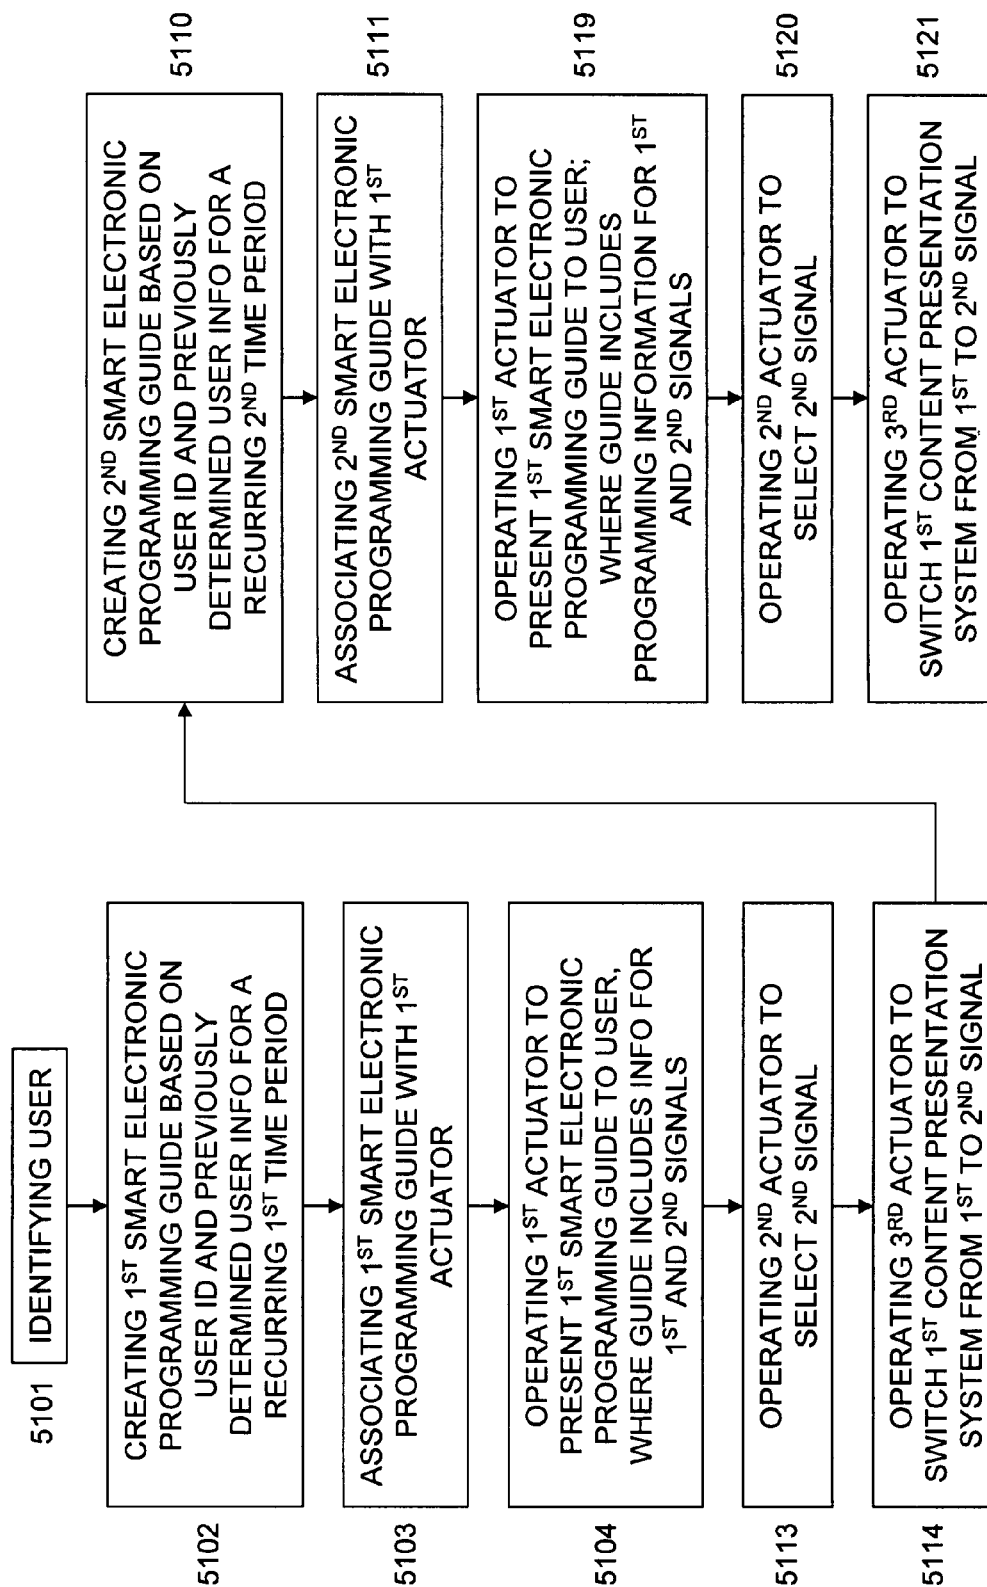 5101
IDENTIFYING USER
5102
CREATING 1ST SMART ELECTRONIC
PROGRAMMING GUIDE BASED ON
USER ID AND PREVIOUSLY
DETERMINED USER INFO FOR A
RECURRING 1ST TIME PERIOD
5103
ASSOCIATING 1ST SMART ELECTRONIC
PROGRAMMING GUIDE WITH 1ST
ACTUATOR
5104
OPERATING 1ST ACTUATOR TO
PRESENT 1ST SMART ELECTRONIC
PROGRAMMING GUIDE TO USER,
WHERE GUIDE INCLUDES INFO FOR
1ST AND 2ND SIGNALS
5113
OPERATING 2ND ACTUATOR TO
SELECT 2ND SIGNAL
5114
OPERATING 3RD ACTUATOR TO
SWITCH 1ST CONTENT PRESENTATION
SYSTEM FROM 1ST TO 2ND SIGNAL
CREATING 2ND SMART ELECTRONIC
PROGRAMMING GUIDE BASED ON
USER ID AND PREVIOUSLY
DETERMINED USER INFO FOR A
RECURRING 2ND TIME PERIOD
5110
ASSOCIATING 2ND SMART ELECTRONIC
PROGRAMMING GUIDE WITH 1ST
ACTUATOR
5111
OPERATING 1ST ACTUATOR TO
PRESENT 1ST SMART ELECTRONIC
PROGRAMMING GUIDE TO USER;
WHERE GUIDE INCLUDES
PROGRAMMING INFORMATION FOR 1ST
AND 2ND SIGNALS
5119
OPERATING 2ND ACTUATOR TO
SELECT 2ND SIGNAL
5120
OPERATING 3RD ACTUATOR TO
SWITCH 1ST CONTENT PRESENTATION
SYSTEM FROM 1ST TO 2ND SIGNAL
5121